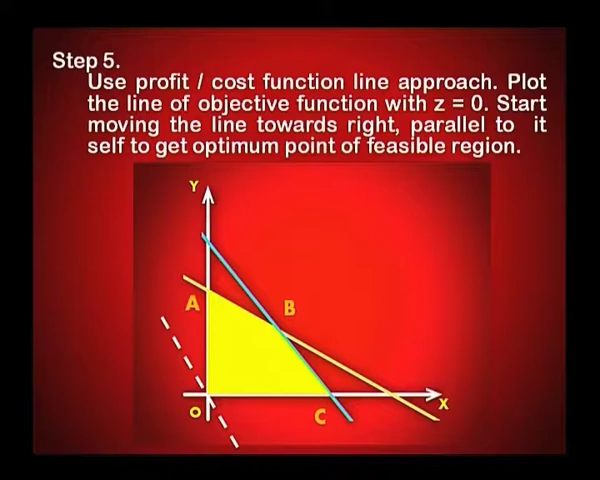 Step 5.
Use profit / cost function line approach. Plot
the line of objective function with z = 0. Start
moving the line towards right, parallel to it
self to get optimum point of feasible region.
Y
A
B
O
C
X